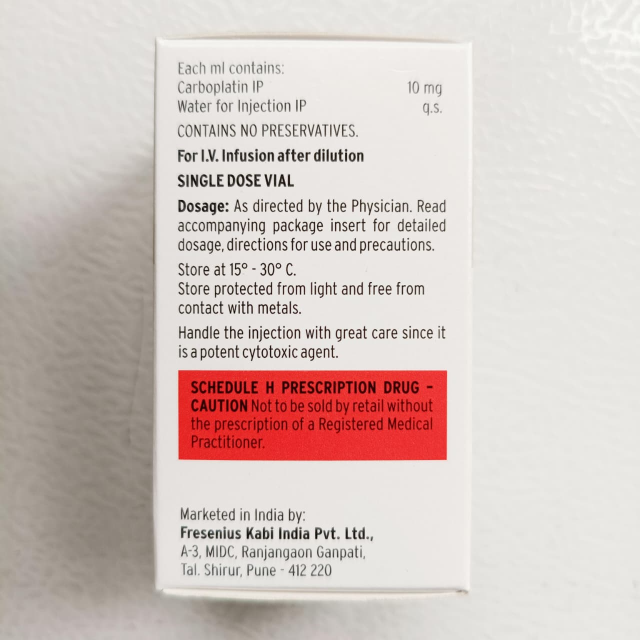 Each ml contains:
Carboplatin IP 10 mg
Water for Injection IP q.s.
CONTAINS NO PRESERVATIVES.
For I.V. Infusion after dilution
SINGLE DOSE VIAL
Dosage: As directed by the Physician. Read
accompanying package insert for detailed
dosage, directions for use and precautions.
Store at 15° - 30° C.
Store protected from light and free from
contact with metals.
Handle the injection with great care since it
is a potent cytotoxic agent.
SCHEDULE H PRESCRIPTION DRUG -
CAUTION Not to be sold by retail without
the prescription of a Registered Medical
Practitioner.
Marketed in India by:
Fresenius Kabi India Pvt. Ltd.,
A-3, MIDC, Ranjangaon Ganpati,
Tal. Shirur, Pune - 412 220